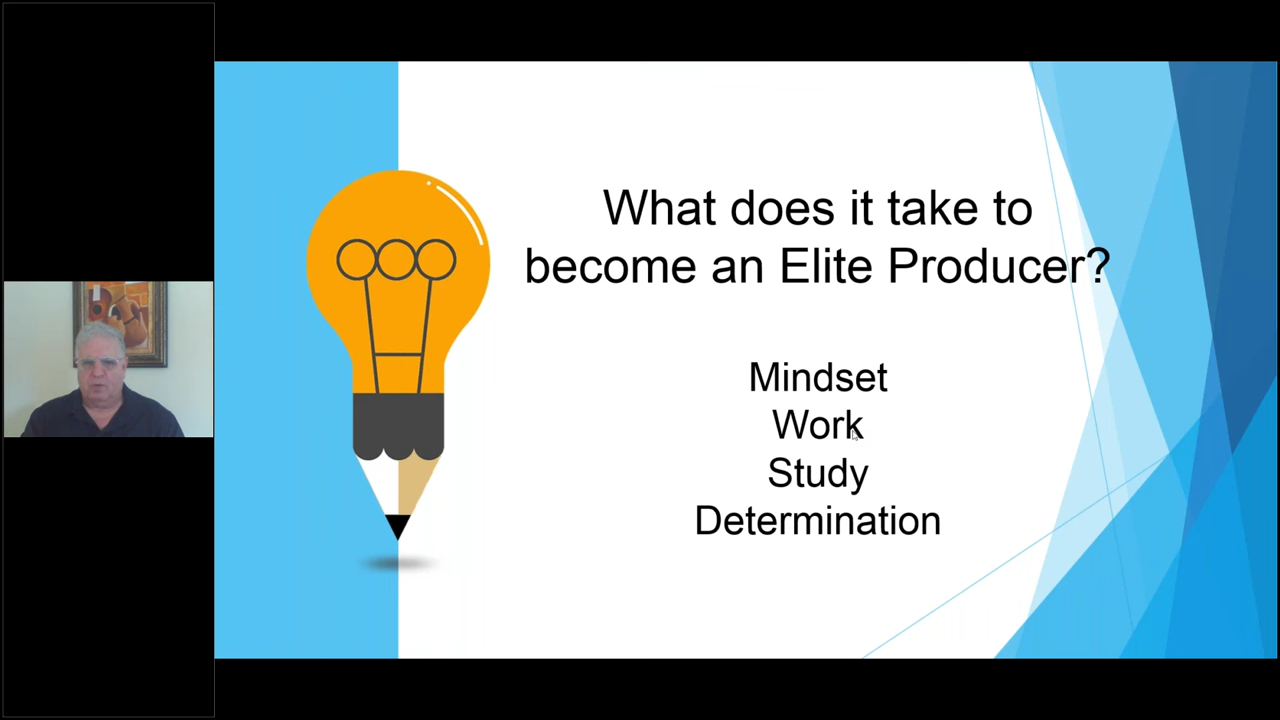 What does it take to
become an Elite Producer?
Mindset
Work
Study
Determination